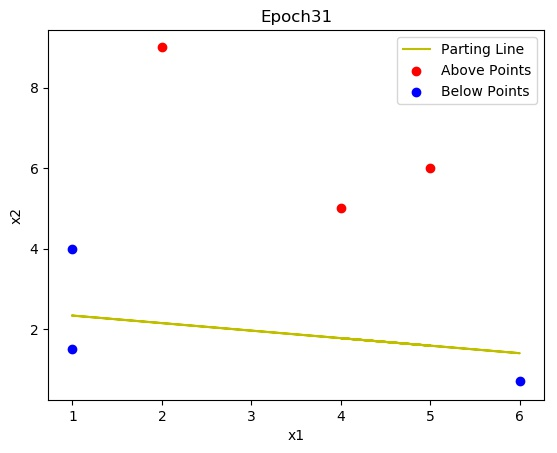 Epoch31
Parting Line
Above Points
Below Points
8
6
4
2
x2
1
2
3
4
5
6
x1